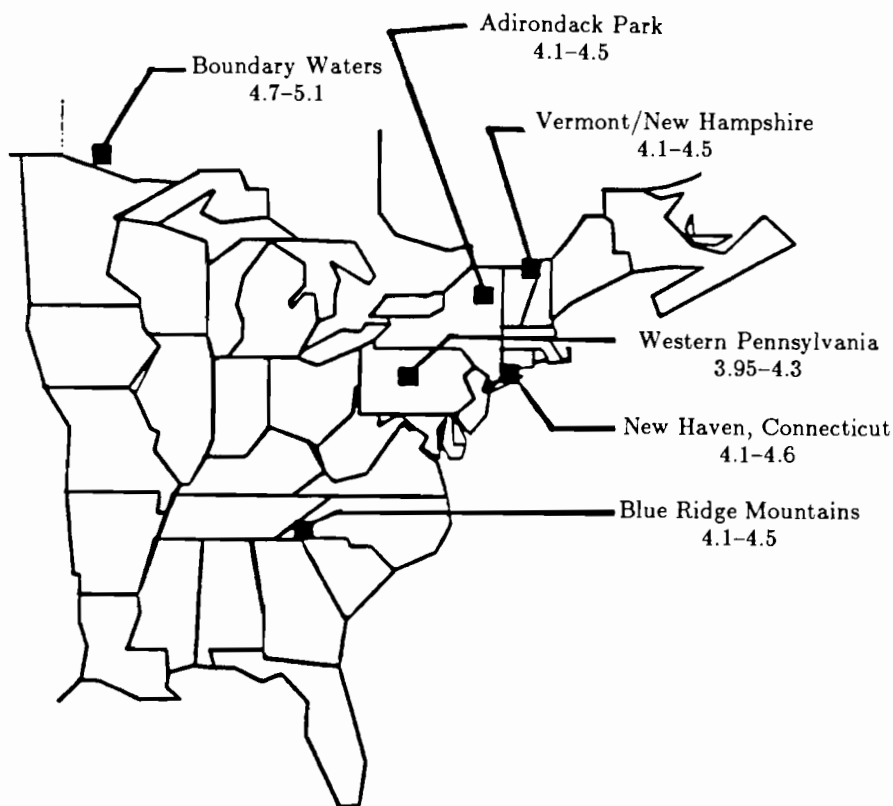 Adirondack Park
4.1–4.5
Boundary Waters
4.7–5.1
Vermont/New Hampshire
4.1–4.5
Western Pennsylvania
3.95–4.3
New Haven, Connecticut
4.1–4.6
Blue Ridge Mountains
4.1–4.5